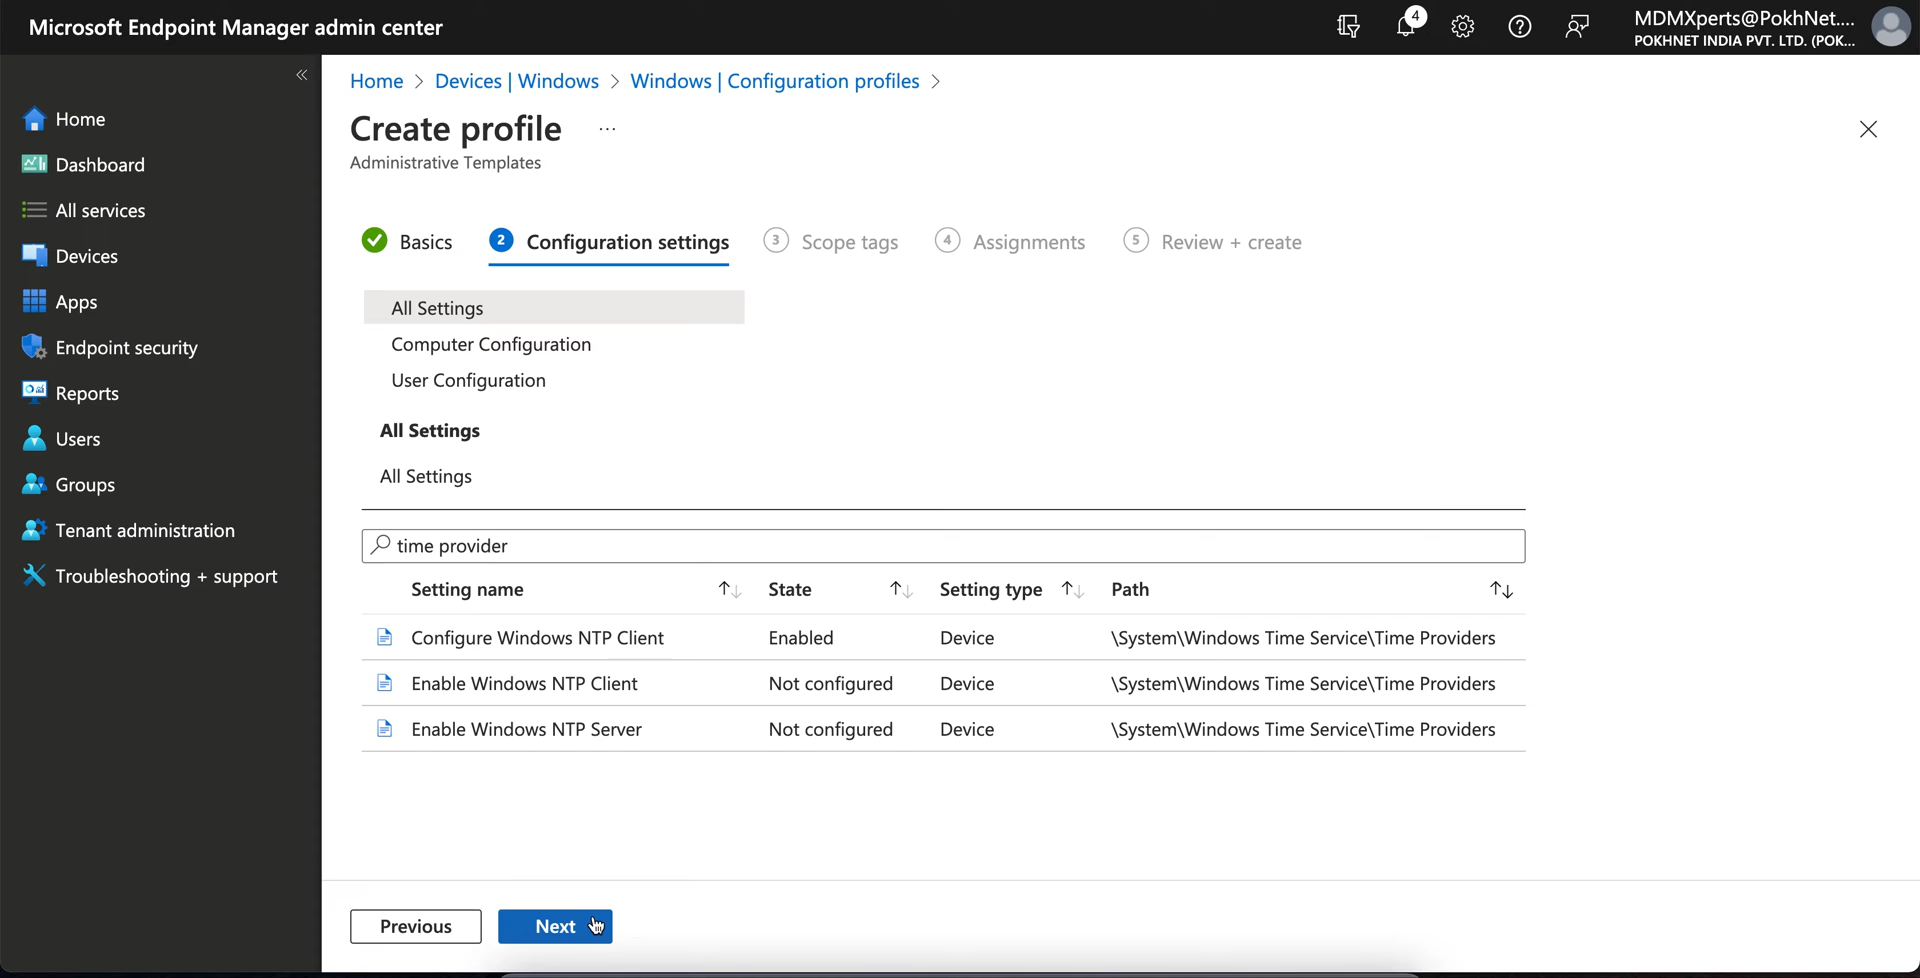 Microsoft Endpoint Manager admin center
4
MDMXperts@PokhNet....
POKHNET INDIA PVT. LTD. (POK...
«
Home
Dashboard
All services
Devices
Apps
Endpoint security
Reports
Users
Groups
Tenant administration
Troubleshooting + support
Home > Devices | Windows > Windows | Configuration profiles >
Create profile ...
Administrative Templates
Basics 2 Configuration settings 3 Scope tags 4 Assignments 5 Review + create
All Settings
Computer Configuration
User Configuration
All Settings
All Settings
time provider
Setting name ↑↓ State ↑↓ Setting type ↑↓ Path ↑↓
Configure Windows NTP Client Enabled Device \System\Windows Time Service\Time Providers
Enable Windows NTP Client Not configured Device \System\Windows Time Service\Time Providers
Enable Windows NTP Server Not configured Device \System\Windows Time Service\Time Providers
Previous Next